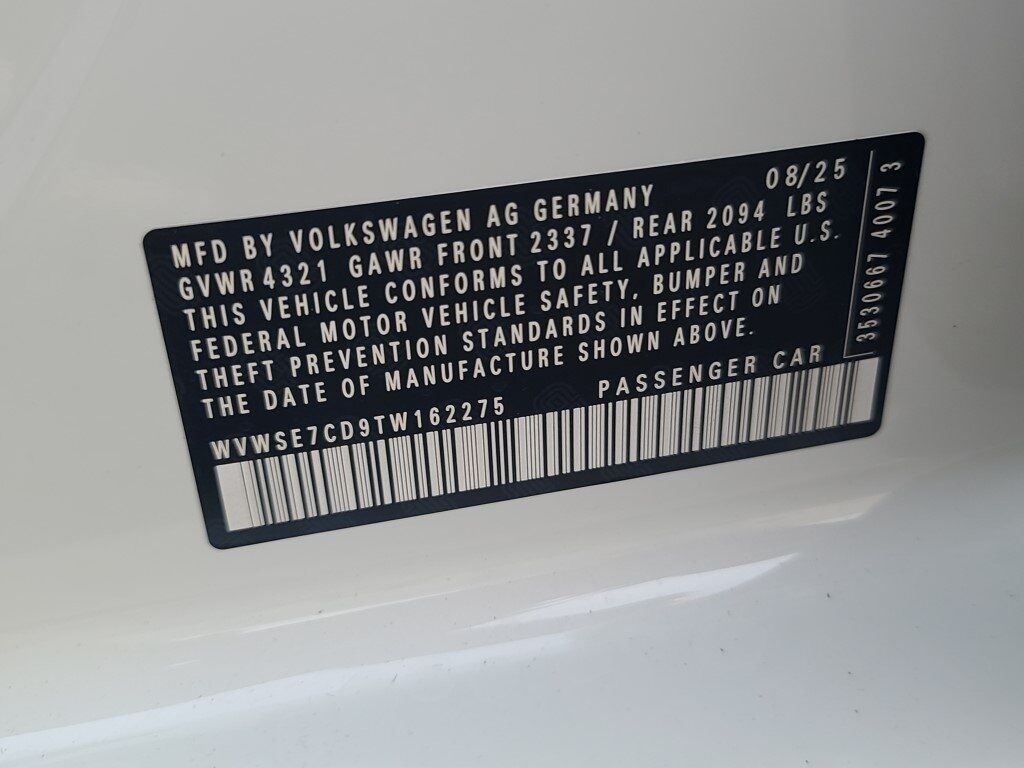 08/25
MFD BY VOLKSWAGEN AG GERMANY
GVWR 4321 GAWR FRONT 2337 / REAR 2094 LBS
THIS VEHICLE CONFORMS TO ALL APPLICABLE U.S.
FEDERAL MOTOR VEHICLE SAFETY, BUMPER AND
THEFT PREVENTION STANDARDS IN EFFECT ON
THE DATE OF MANUFACTURE SHOWN ABOVE.
WVWSE7CD9TW162275 PASSENGER CAR
3530667 4007 3